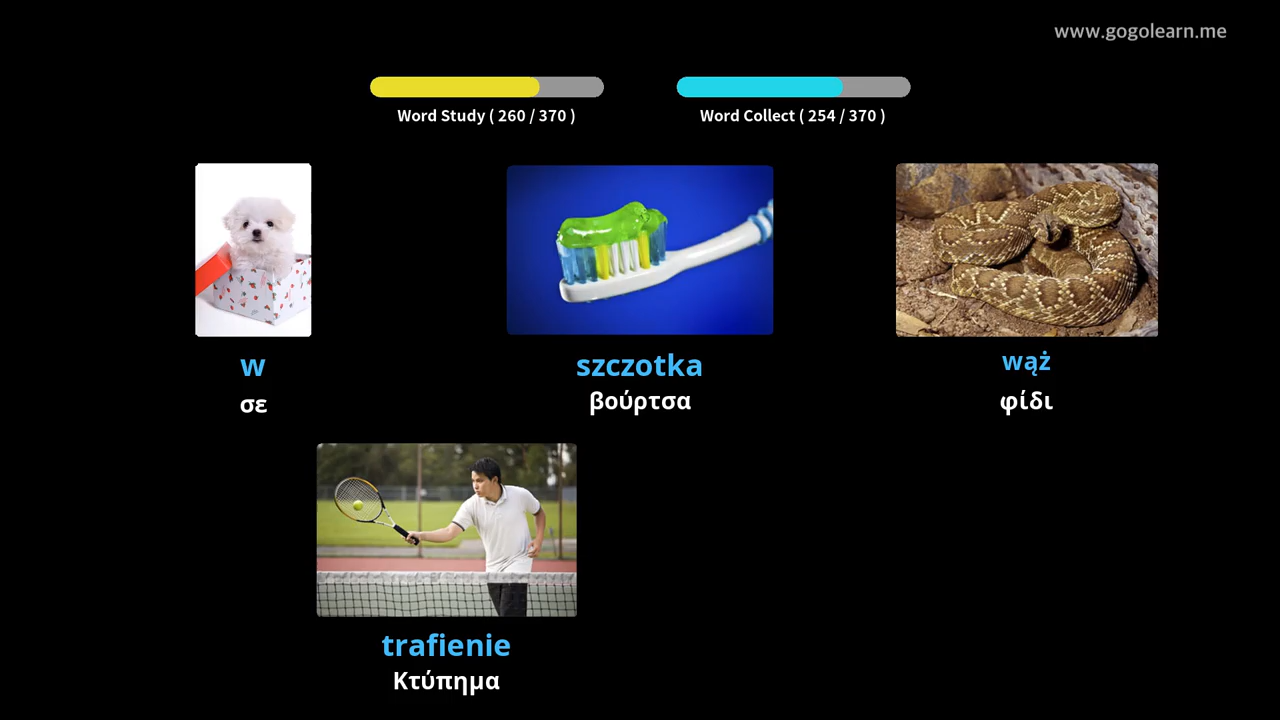 www.gogolearn.me
Word Study ( 260 / 370 )
Word Collect ( 254 / 370 )
w
σε
szczotka
βούρτσα
wąż
φίδι
trafienie
Κτύπημα